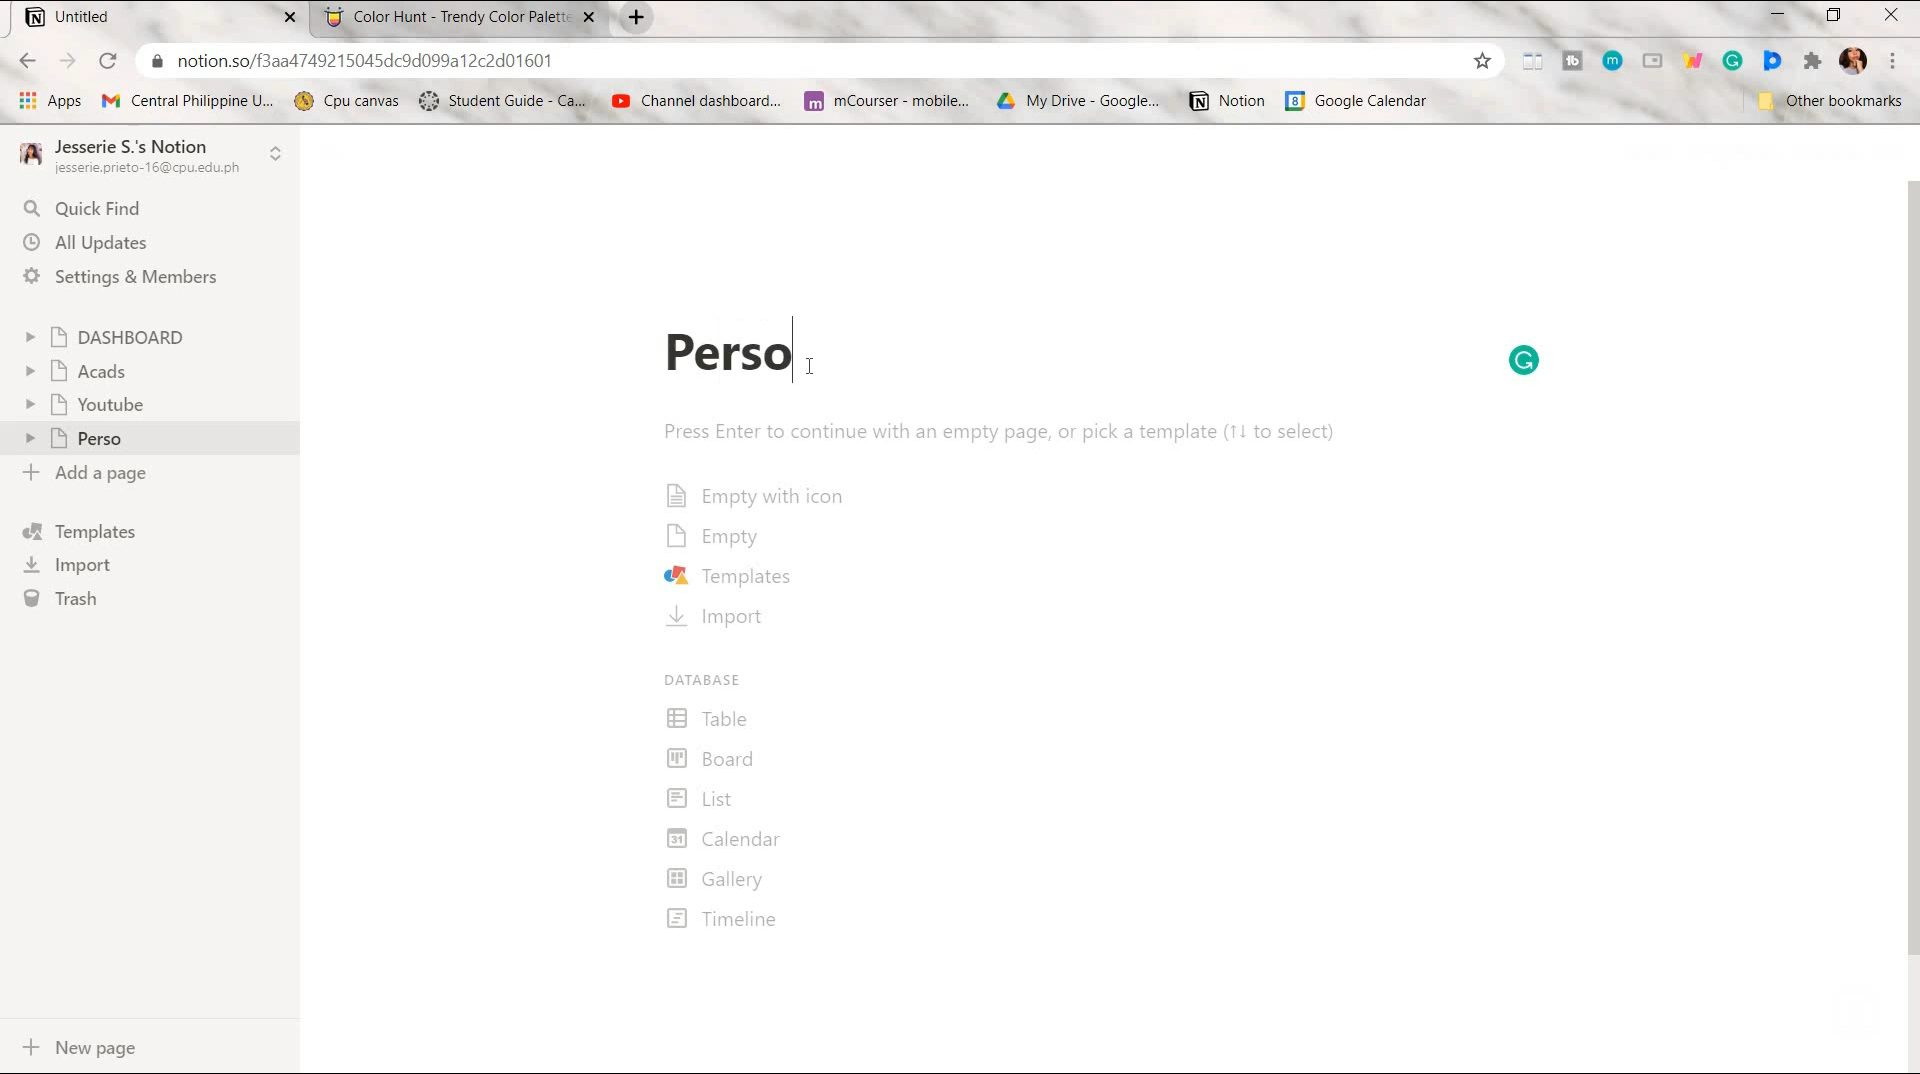 Untitled
Color Hunt - Trendy Color Palette
notion.so/f3aa4749215045dc9d099a12c2d01601
Apps
Central Philippine U...
Cpu canvas
Student Guide - Ca...
Channel dashboard...
mCourser - mobile...
My Drive - Google...
Notion
Google Calendar
Other bookmarks
Jesserie S.'s Notion
jesserie.prieto-16@cpu.edu.ph
Quick Find
All Updates
Settings & Members
DASHBOARD
Acads
Youtube
Perso
Add a page
Templates
Import
Trash
New page
Perso
Press Enter to continue with an empty page, or pick a template (↑↓ to select)
Empty with icon
Empty
Templates
Import
DATABASE
Table
Board
List
Calendar
Gallery
Timeline